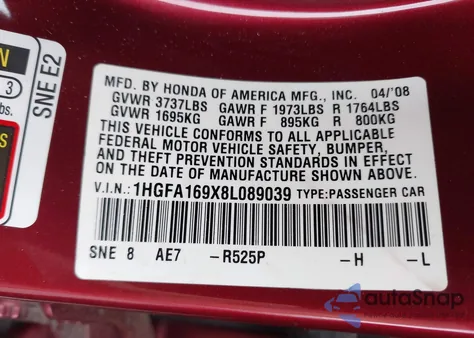 N
3
lbs.
SNE E2
MFD. BY HONDA OF AMERICA MFG., INC. 04/'08
GVWR 3737LBS GAWR F 1973LBS R 1764LBS
GVWR 1695KG GAWR F 895KG R 800KG
THIS VEHICLE CONFORMS TO ALL APPLICABLE
FEDERAL MOTOR VEHICLE SAFETY, BUMPER,
AND THEFT PREVENTION STANDARDS IN EFFECT
ON THE DATE OF MANUFACTURE SHOWN ABOVE.
V.I.N.: 1HGFA169X8L089039 TYPE:PASSENGER CAR
SNE 8 AE7 -R525P -H -L
autoSnap